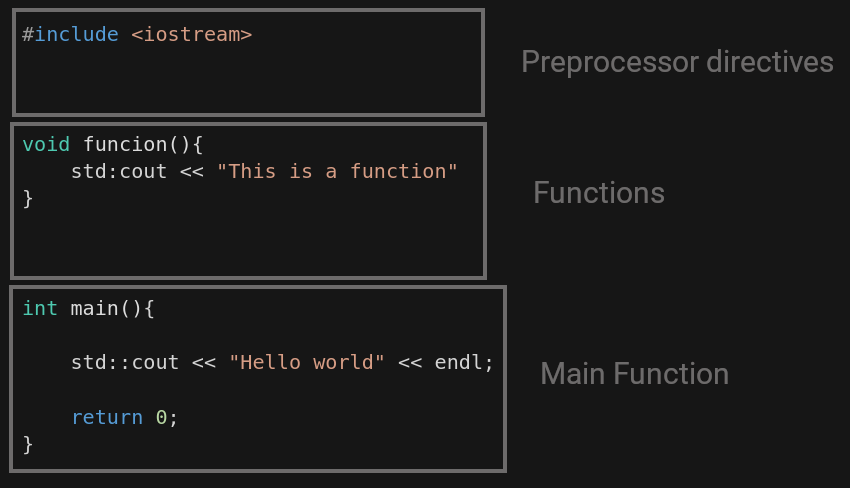 #include <iostream>
Preprocessor directives
void funcion(){
    std:cout << "This is a function"
}
Functions
int main(){
    std::cout << "Hello world" << endl;
    return 0;
}
Main Function